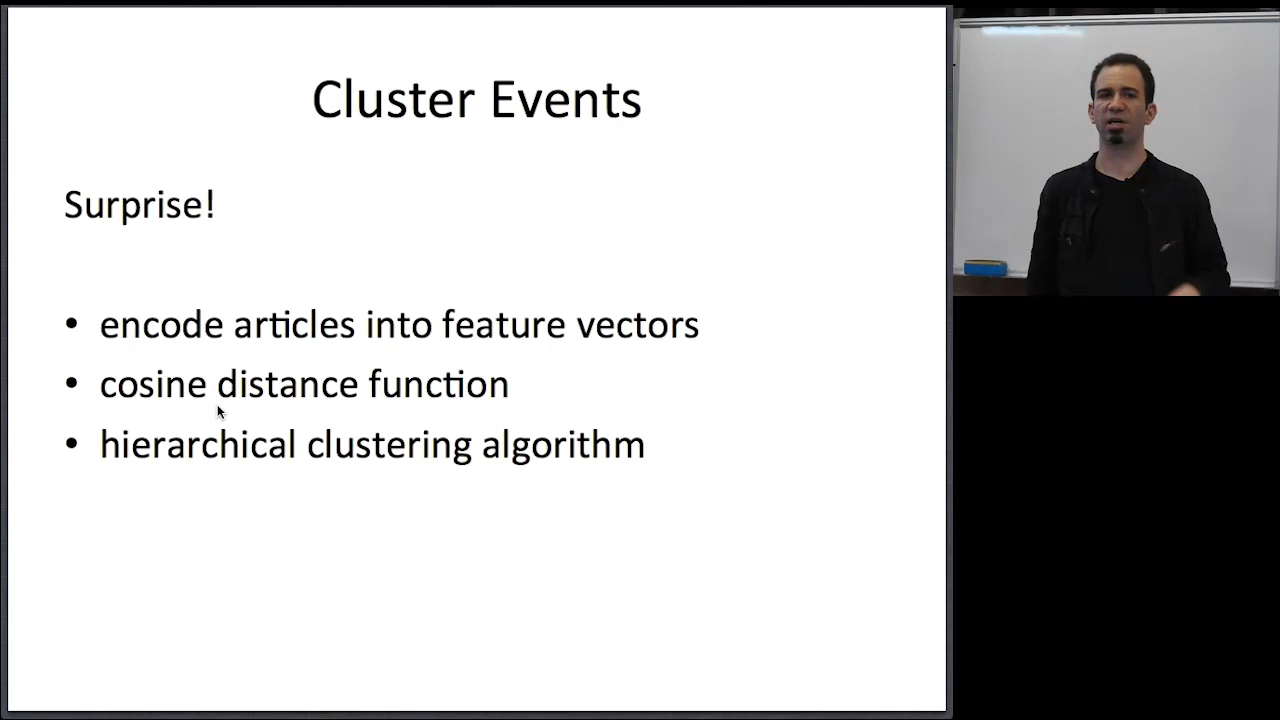 Cluster Events
Surprise!
• encode articles into feature vectors
• cosine distance function
• hierarchical clustering algorithm